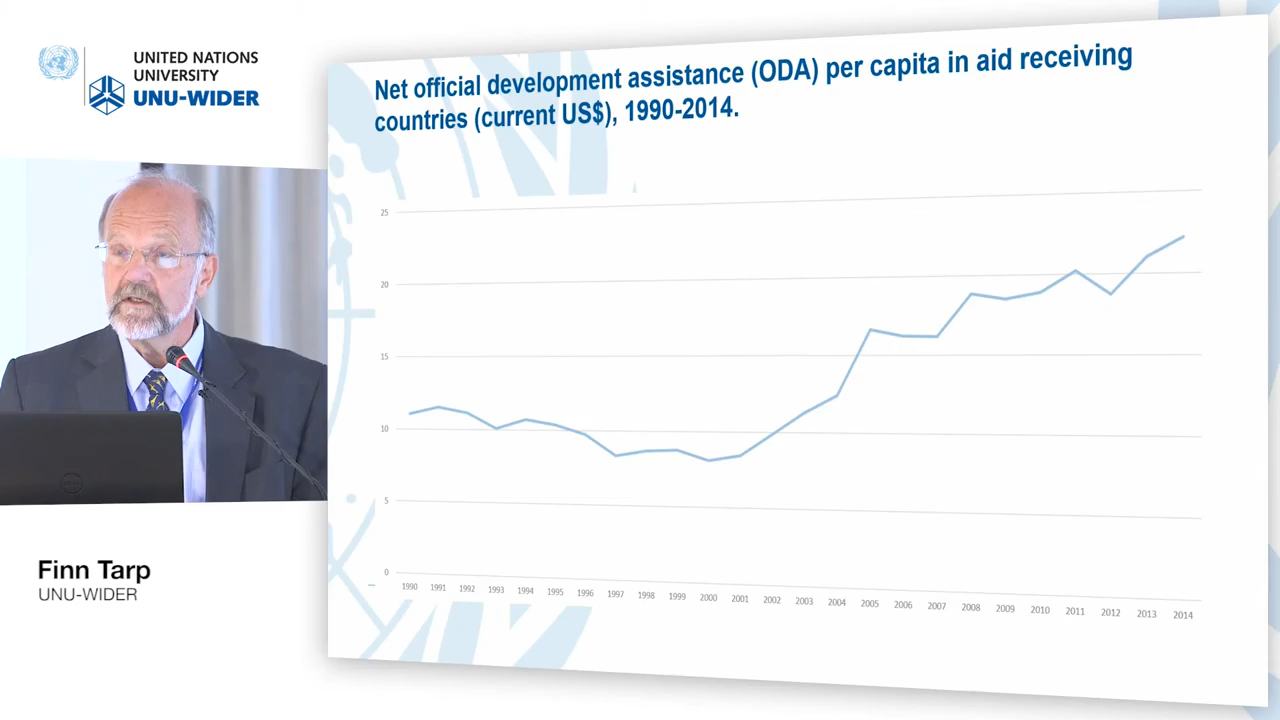 UNITED NATIONS
UNIVERSITY
UNU-WIDER
Net official development assistance (ODA) per capita in aid receiving
countries (current US$), 1990-2014.
25
20
15
10
5
0
1990 1991 1992 1993 1994 1995 1996 1997 1998 1999 2000 2001 2002 2003 2004 2005 2006 2007 2008 2009 2010 2011 2012 2013 2014
Finn Tarp
UNU-WIDER